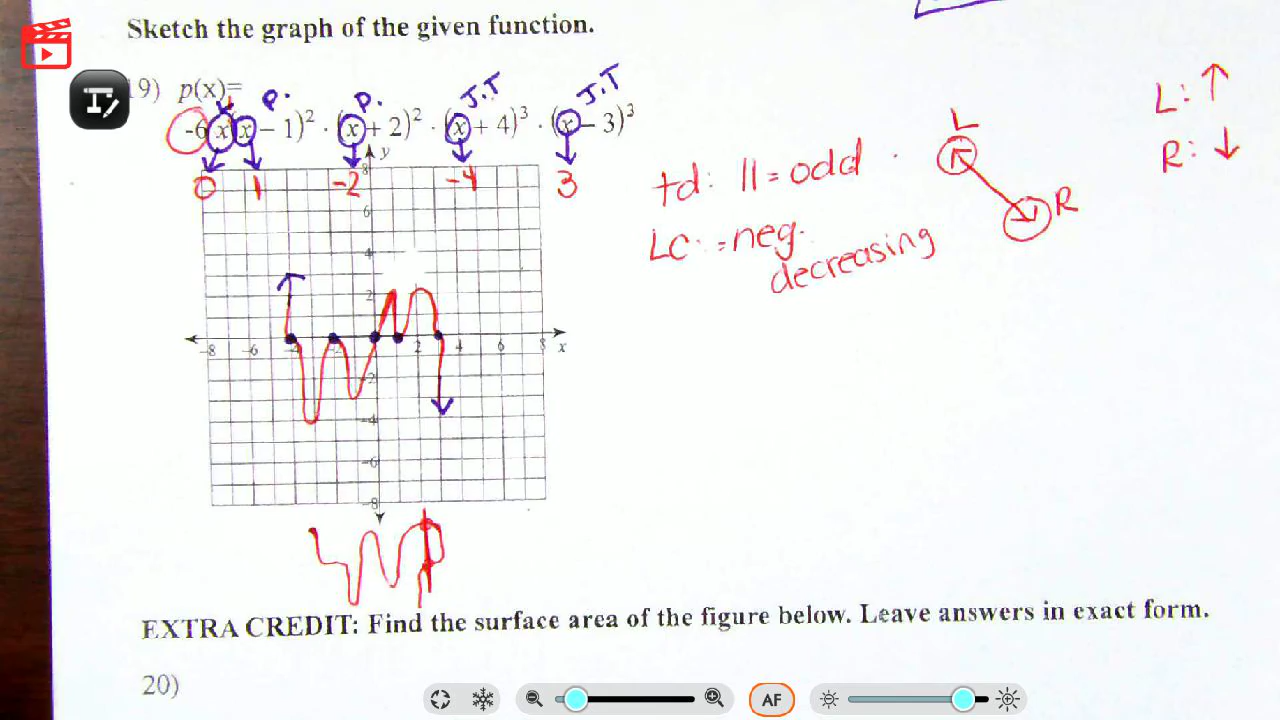 Sketch the graph of the given function.
19) p(x)=
P. P. J.T J.T
-6x(x - 1)² · (x + 2)² · (x + 4)³ · (x - 3)³
0 1 -2 -4 3
y
8
6
4
2
-8 -6 -4 -2 2 4 6 8 x
-2
-4
-6
-8
td: 11 = odd
LC: = neg.
decreasing
L
R
L: ↑
R: ↓
EXTRA CREDIT: Find the surface area of the figure below. Leave answers in exact form.
20)
AF